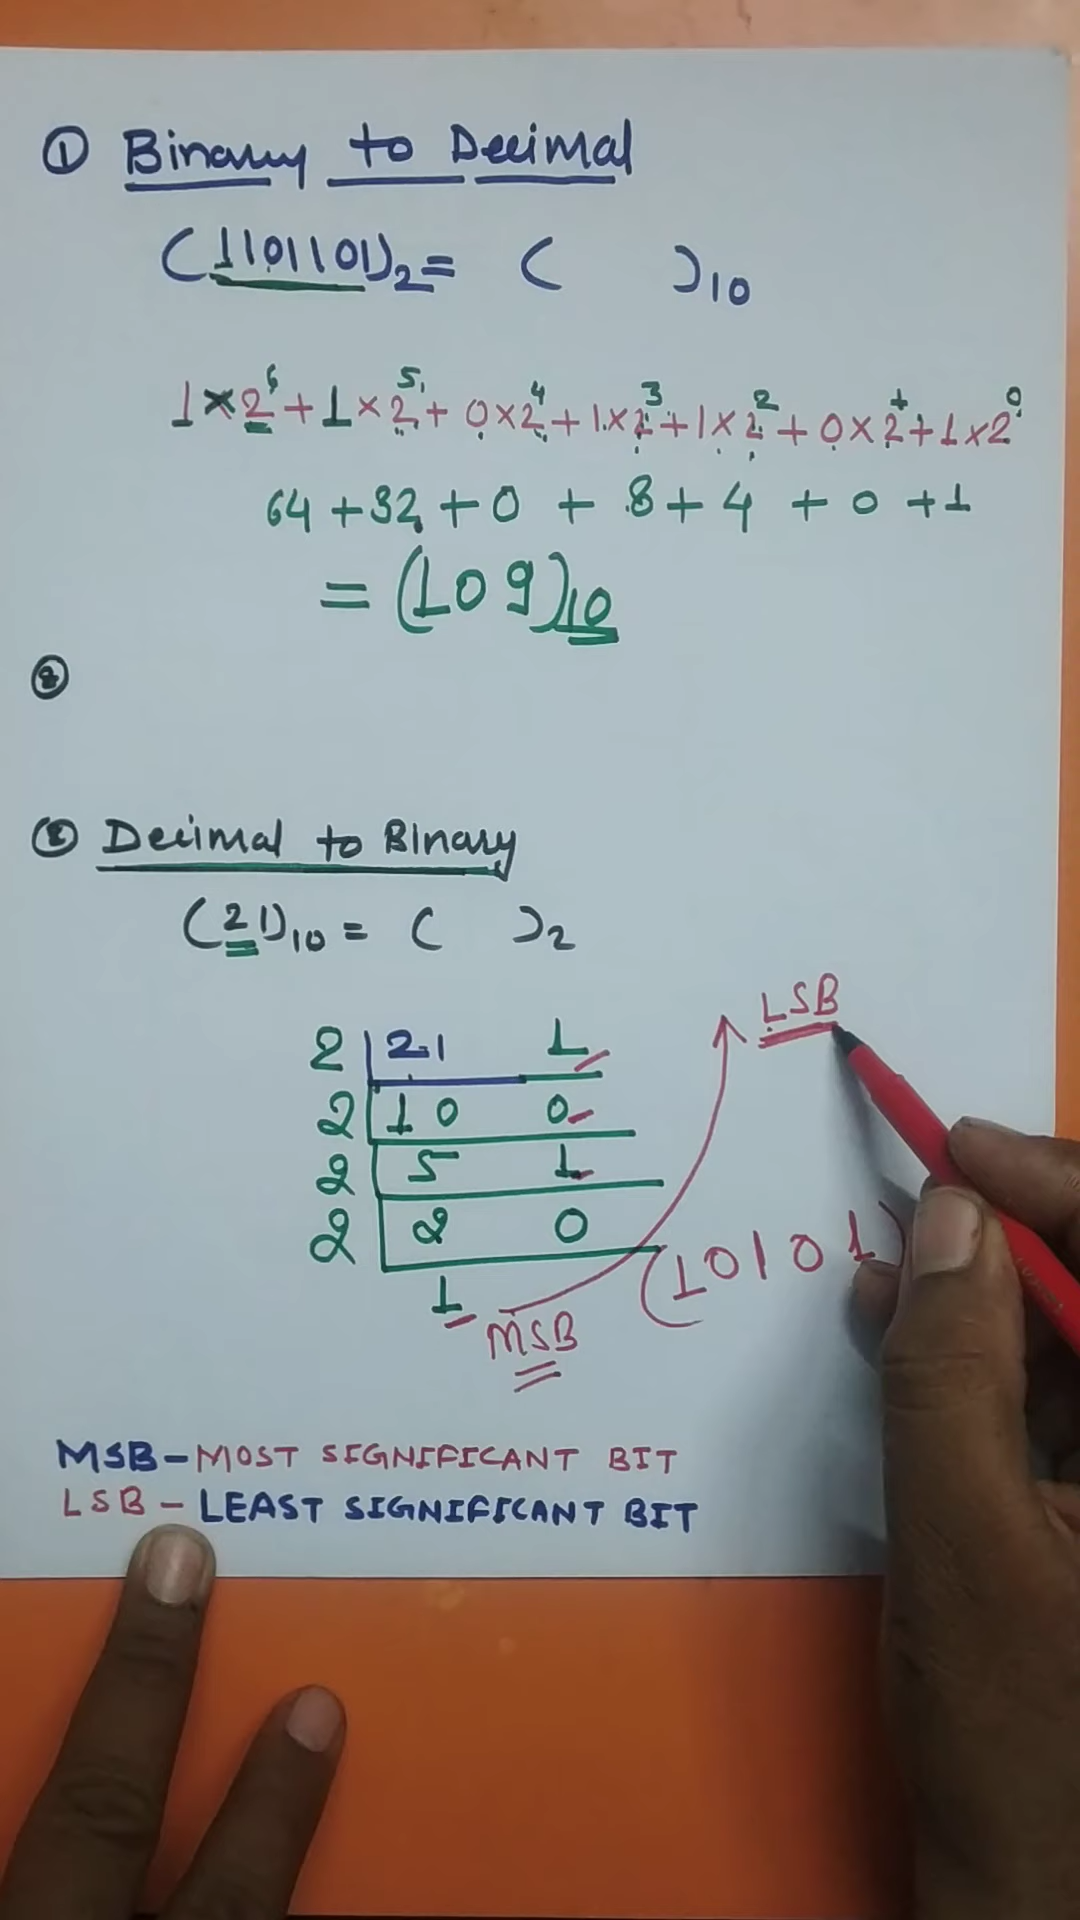 ① Binary to Decimal
(1101101)₂ = ( )₁₀
1×2⁶ + 1×2⁵ + 0×2⁴ + 1×2³ + 1×2² + 0×2¹ + 1×2⁰
64 + 32 + 0 + 8 + 4 + 0 + 1
= (109)₁₀
② Decimal to Binary
(21)₁₀ = ( )₂
2 | 21 1
2 | 10 0
2 | 5 1
2 | 2 0
1
LSB
(10101)
MSB
MSB - MOST SIGNIFICANT BIT
LSB - LEAST SIGNIFICANT BIT